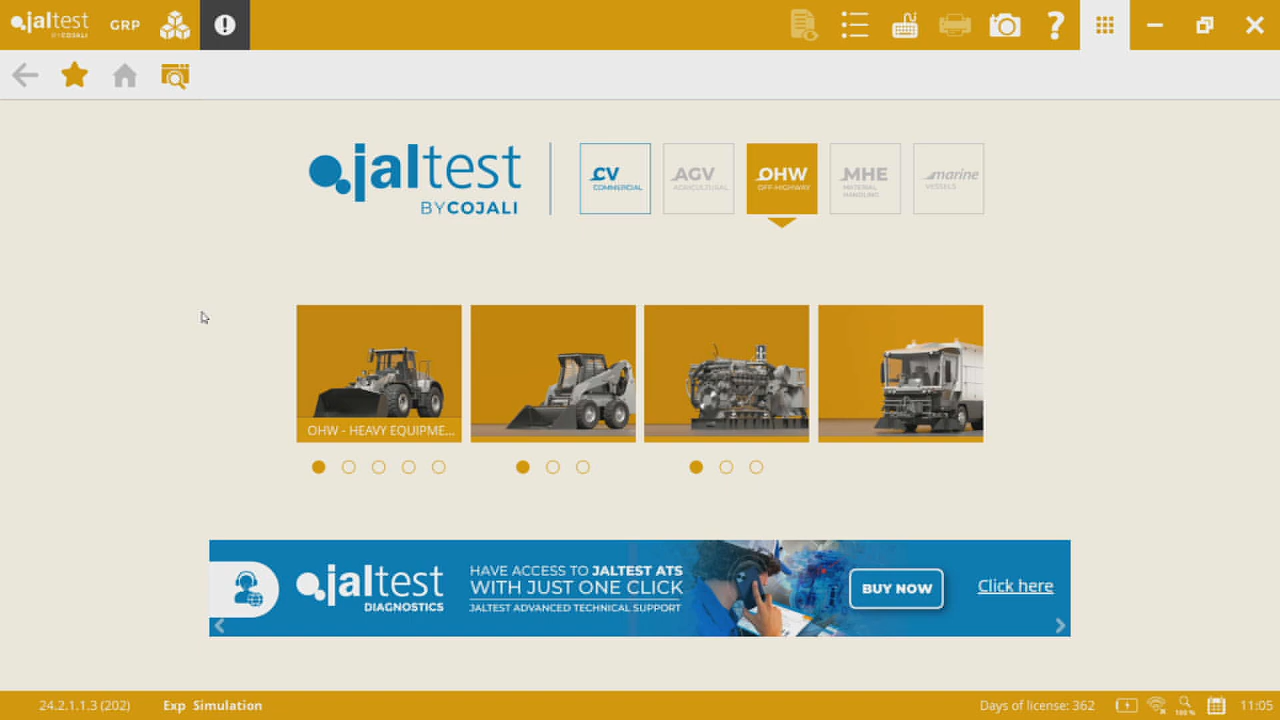 jaltest
BY COJALI
GRP
jaltest
BYCOJALI
CV
COMMERCIAL
AGV
AGRICULTURAL
OHW
OFF-HIGHWAY
MHE
MATERIAL
HANDLING
marine
VESSELS
OHW - HEAVY EQUIPME...
jaltest
DIAGNOSTICS
HAVE ACCESS TO JALTEST ATS
WITH JUST ONE CLICK
JALTEST ADVANCED TECHNICAL SUPPORT
BUY NOW
Click here
24.2.1.1.3 (202)
Exp Simulation
Days of license: 362
100 %
11:05